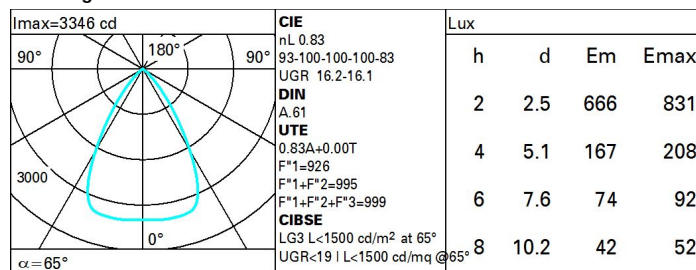 Imax=3346 cd
90°
180°
90°
3000
0°
α=65°
CIE
nL 0.83
93-100-100-100-83
UGR 16.2-16.1
DIN
A.61
UTE
0.83A+0.00T
F"1=926
F"1+F"2=995
F"1+F"2+F"3=999
CIBSE
LG3 L<1500 cd/m² at 65°
UGR<19 | L<1500 cd/mq @65°
Lux
h d Em Emax
2 2.5 666 831
4 5.1 167 208
6 7.6 74 92
8 10.2 42 52